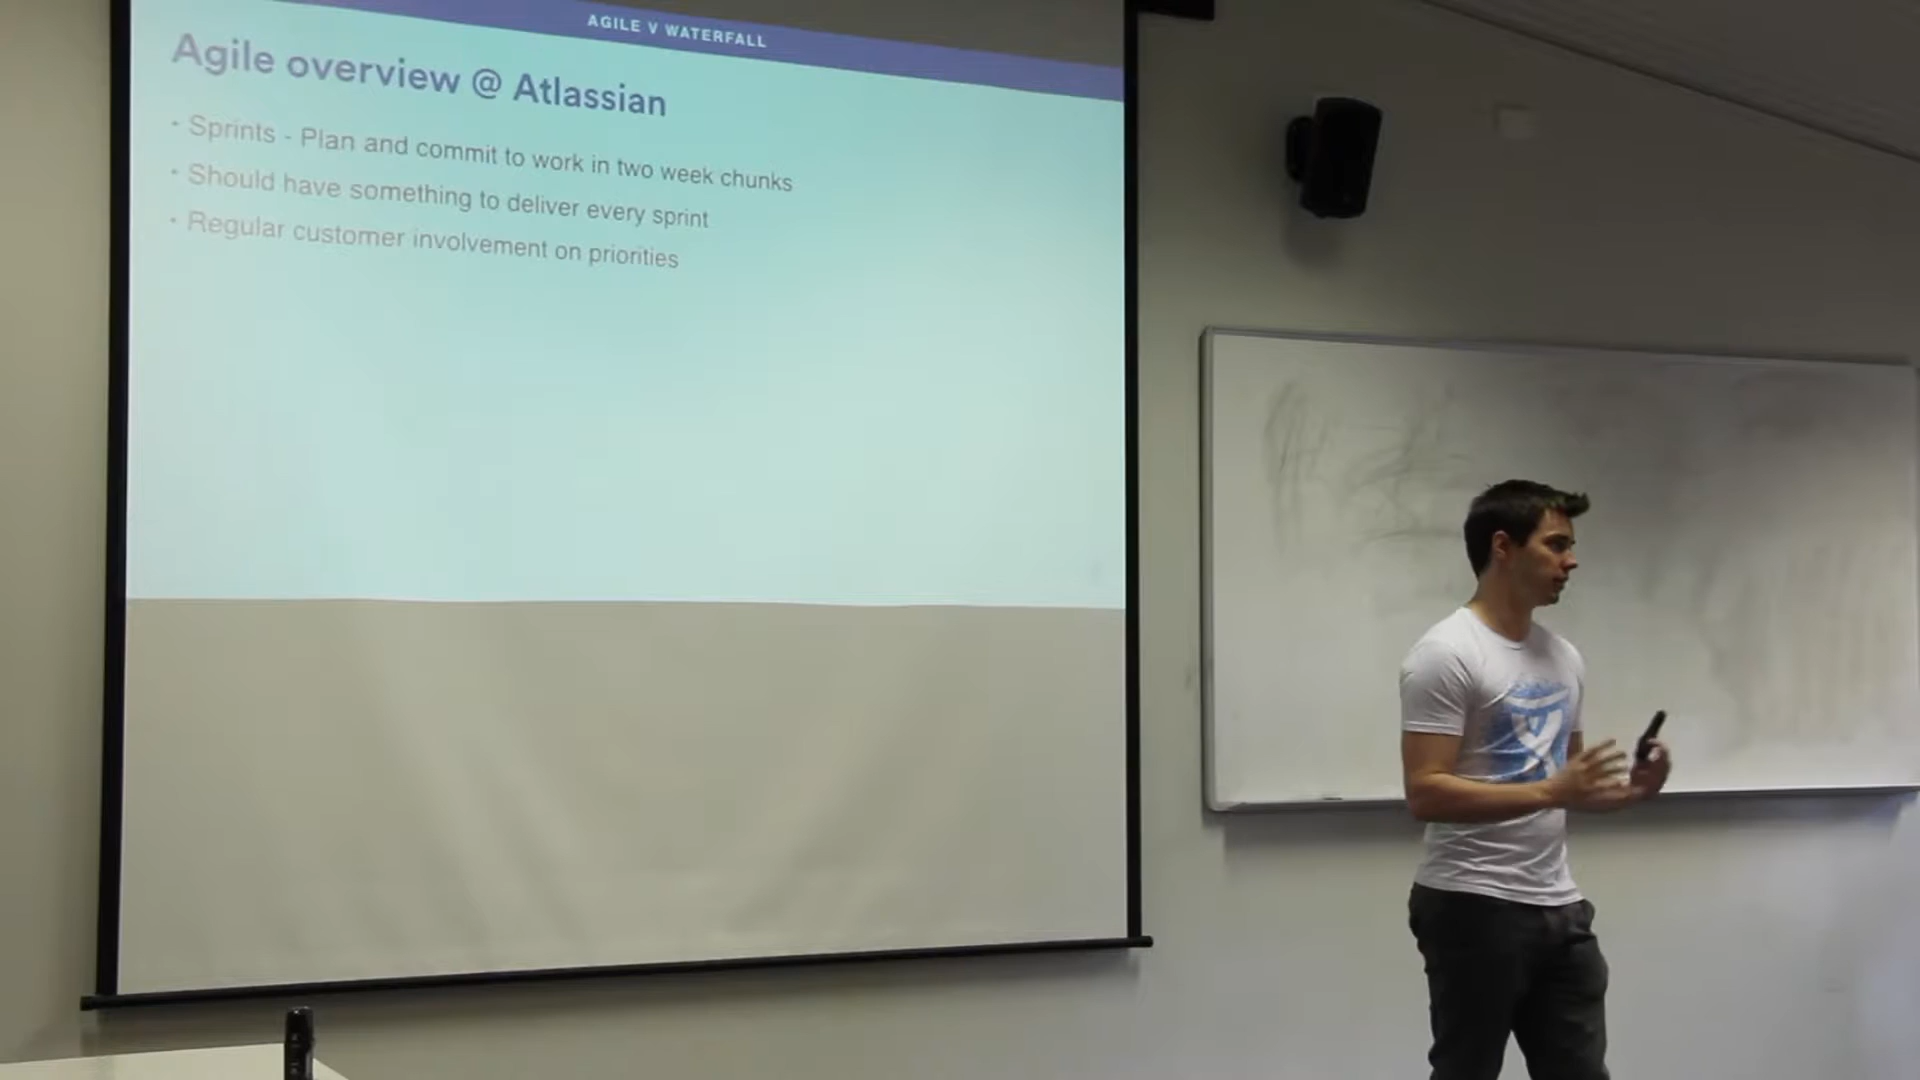 AGILE V WATERFALL
Agile overview @ Atlassian
• Sprints - Plan and commit to work in two week chunks
• Should have something to deliver every sprint
• Regular customer involvement on priorities